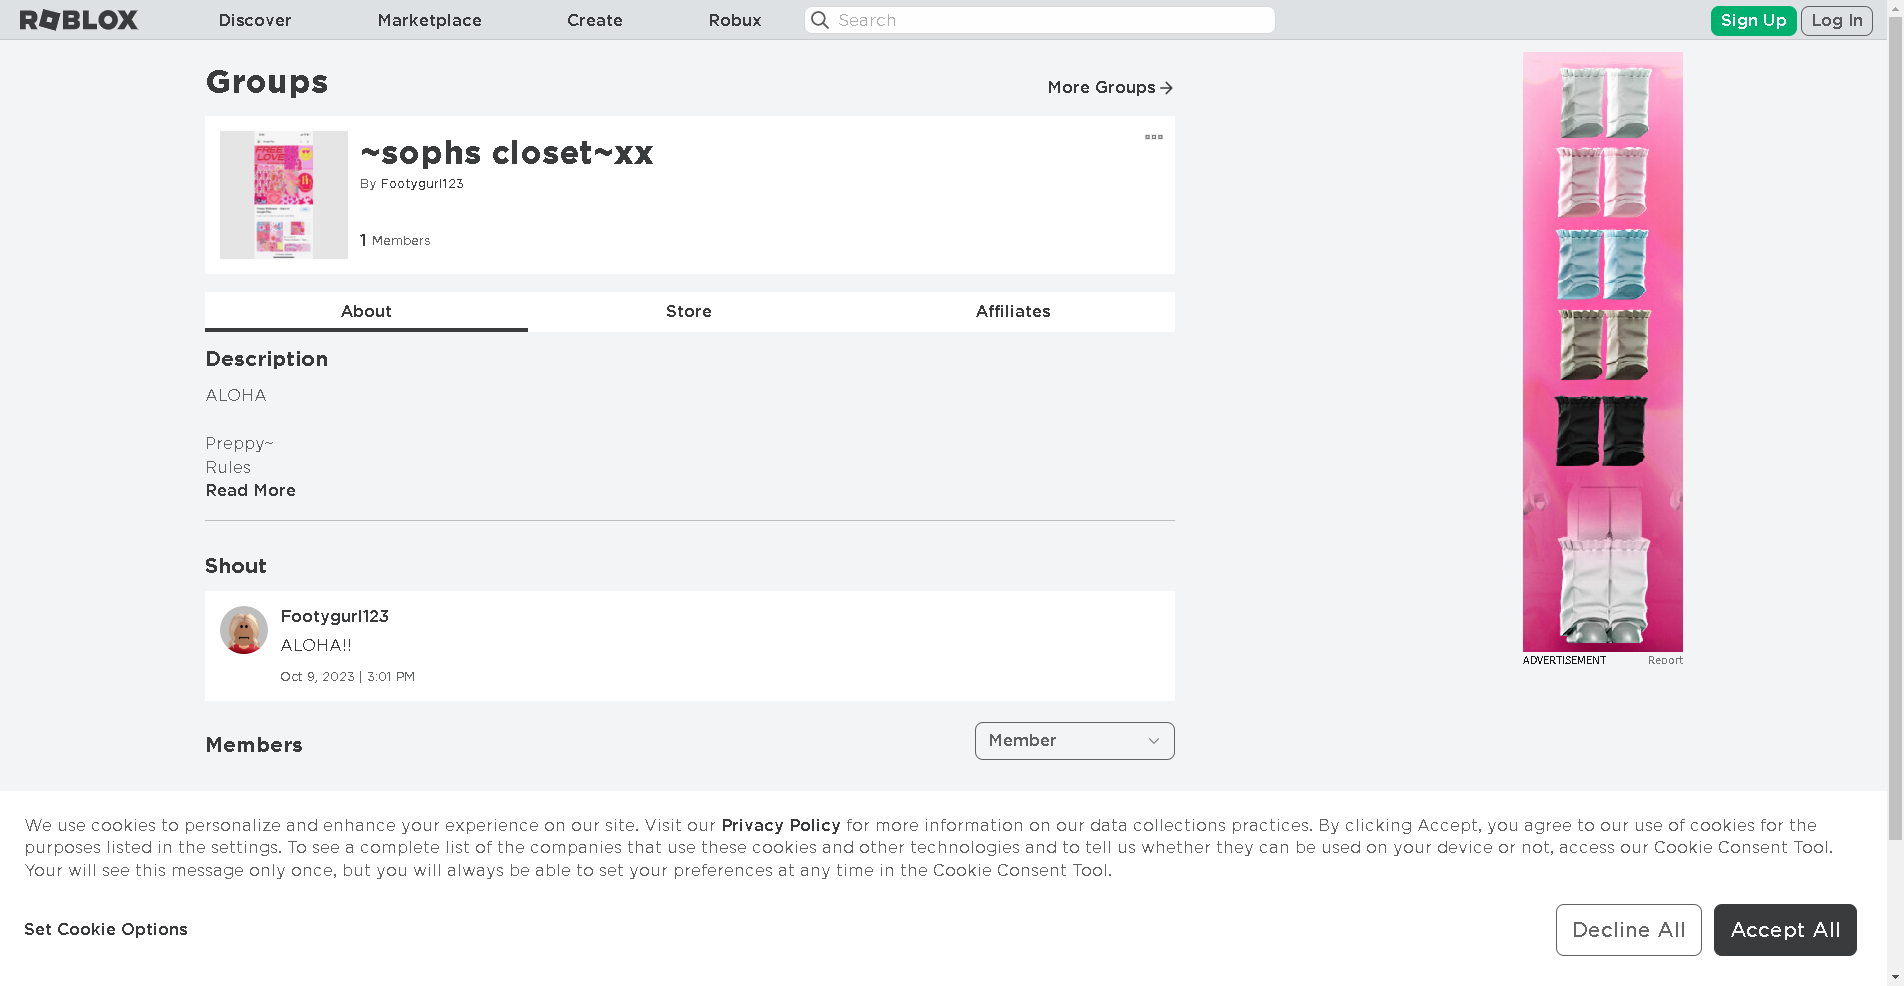 ROBLOX
Discover
Marketplace
Create
Robux
Search
Sign Up
Log In
Groups
More Groups
FREE
LOVE
~sophs closet~xx
By Footygurl123
1 Members
About
Store
Affiliates
Description
ALOHA
Preppy~
Rules
Read More
Shout
Footygurl123
ALOHA!!
Oct 9, 2023 | 3:01 PM
Members
Member
ADVERTISEMENT
Report
We use cookies to personalize and enhance your experience on our site. Visit our Privacy Policy for more information on our data collections practices. By clicking Accept, you agree to our use of cookies for the
purposes listed in the settings. To see a complete list of the companies that use these cookies and other technologies and to tell us whether they can be used on your device or not, access our Cookie Consent Tool.
Your will see this message only once, but you will always be able to set your preferences at any time in the Cookie Consent Tool.
Set Cookie Options
Decline All
Accept All